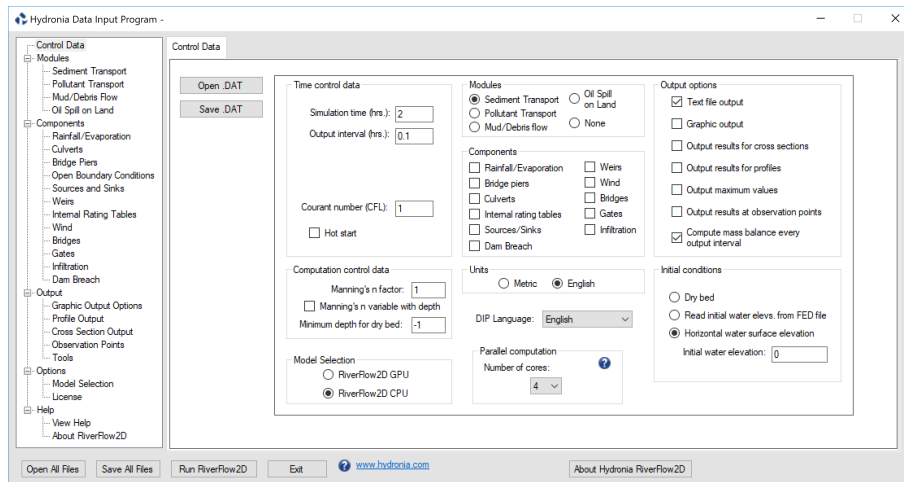 Hydronia Data Input Program -
Control Data
Modules
Sediment Transport
Pollutant Transport
Mud/Debris Flow
Oil Spill on Land
Components
Rainfall/Evaporation
Culverts
Bridge Piers
Open Boundary Conditions
Sources and Sinks
Weirs
Internal Rating Tables
Wind
Bridges
Gates
Infiltration
Dam Breach
Output
Graphic Output Options
Profile Output
Cross Section Output
Observation Points
Tools
Options
Model Selection
License
Help
View Help
About RiverFlow2D
Control Data
Open .DAT
Save .DAT
Time control data
Simulation time (hrs.): 2
Output interval (hrs.): 0.1
Courant number (CFL): 1
Hot start
Computation control data
Manning's n factor: 1
Manning's n variable with depth
Minimum depth for dry bed: -1
Model Selection
RiverFlow2D GPU
RiverFlow2D CPU
Modules
Sediment Transport
Pollutant Transport
Mud/Debris flow
Oil Spill
on Land
None
Components
Rainfall/Evaporation
Bridge piers
Culverts
Internal rating tables
Sources/Sinks
Dam Breach
Weirs
Wind
Bridges
Gates
Infiltration
Units
Metric English
DIP Language: English
Parallel computation
Number of cores: ?
4
Output options
Text file output
Graphic output
Output results for cross sections
Output results for profiles
Output maximum values
Output results at observation points
Compute mass balance every
output interval
Initial conditions
Dry bed
Read initial water elevs. from FED file
Horizontal water surface elevation
Initial water elevation: 0
Open All Files Save All Files Run RiverFlow2D Exit ? www.hydronia.com About Hydronia RiverFlow2D